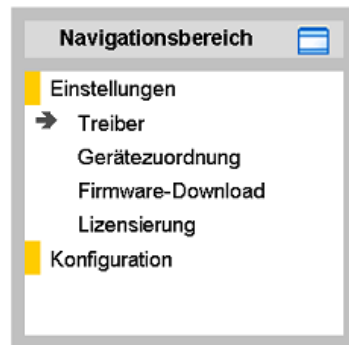 Navigationsbereich
Einstellungen
Treiber
Gerätezuordnung
Firmware-Download
Lizensierung
Konfiguration